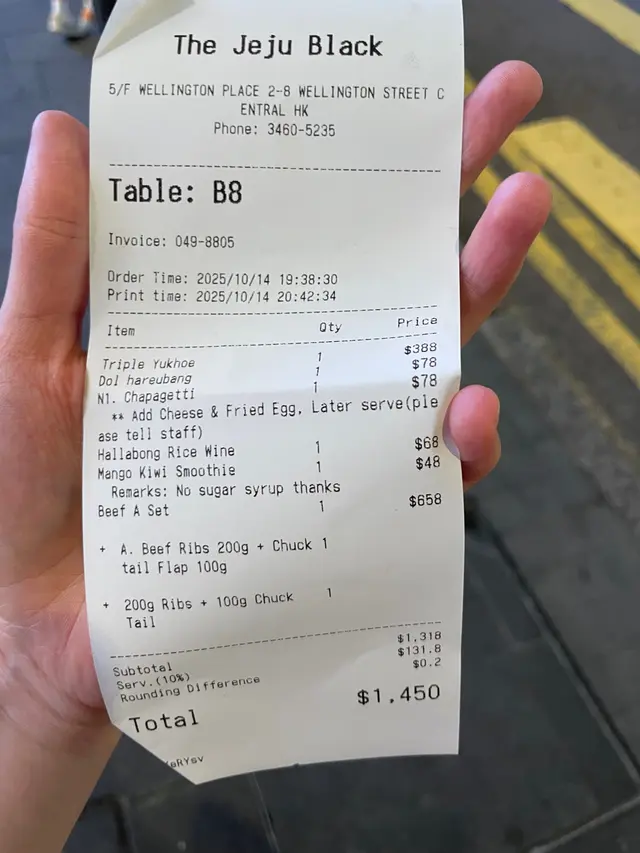 The Jeju Black
5/F WELLINGTON PLACE 2-8 WELLINGTON STREET C
ENTRAL HK
Phone: 3460-5235
Table: B8
Invoice: 049-8805
Order Time: 2025/10/14 19:38:30
Print time: 2025/10/14 20:42:34
Item Qty Price
Triple Yukhoe 1 $388
Dol hareubang 1 $78
N1. Chapagetti 1 $78
** Add Cheese & Fried Egg, Later serve(ple
ase tell staff)
Hallabong Rice Wine 1 $68
Mango Kiwi Smoothie 1 $48
Remarks: No sugar syrup thanks
Beef A Set 1 $658
+ A. Beef Ribs 200g + Chuck 1
tail Flap 100g
+ 200g Ribs + 100g Chuck 1
Tail
Subtotal $1,318
Serv.(10%) $131.8
Rounding Difference $0.2
Total $1,450